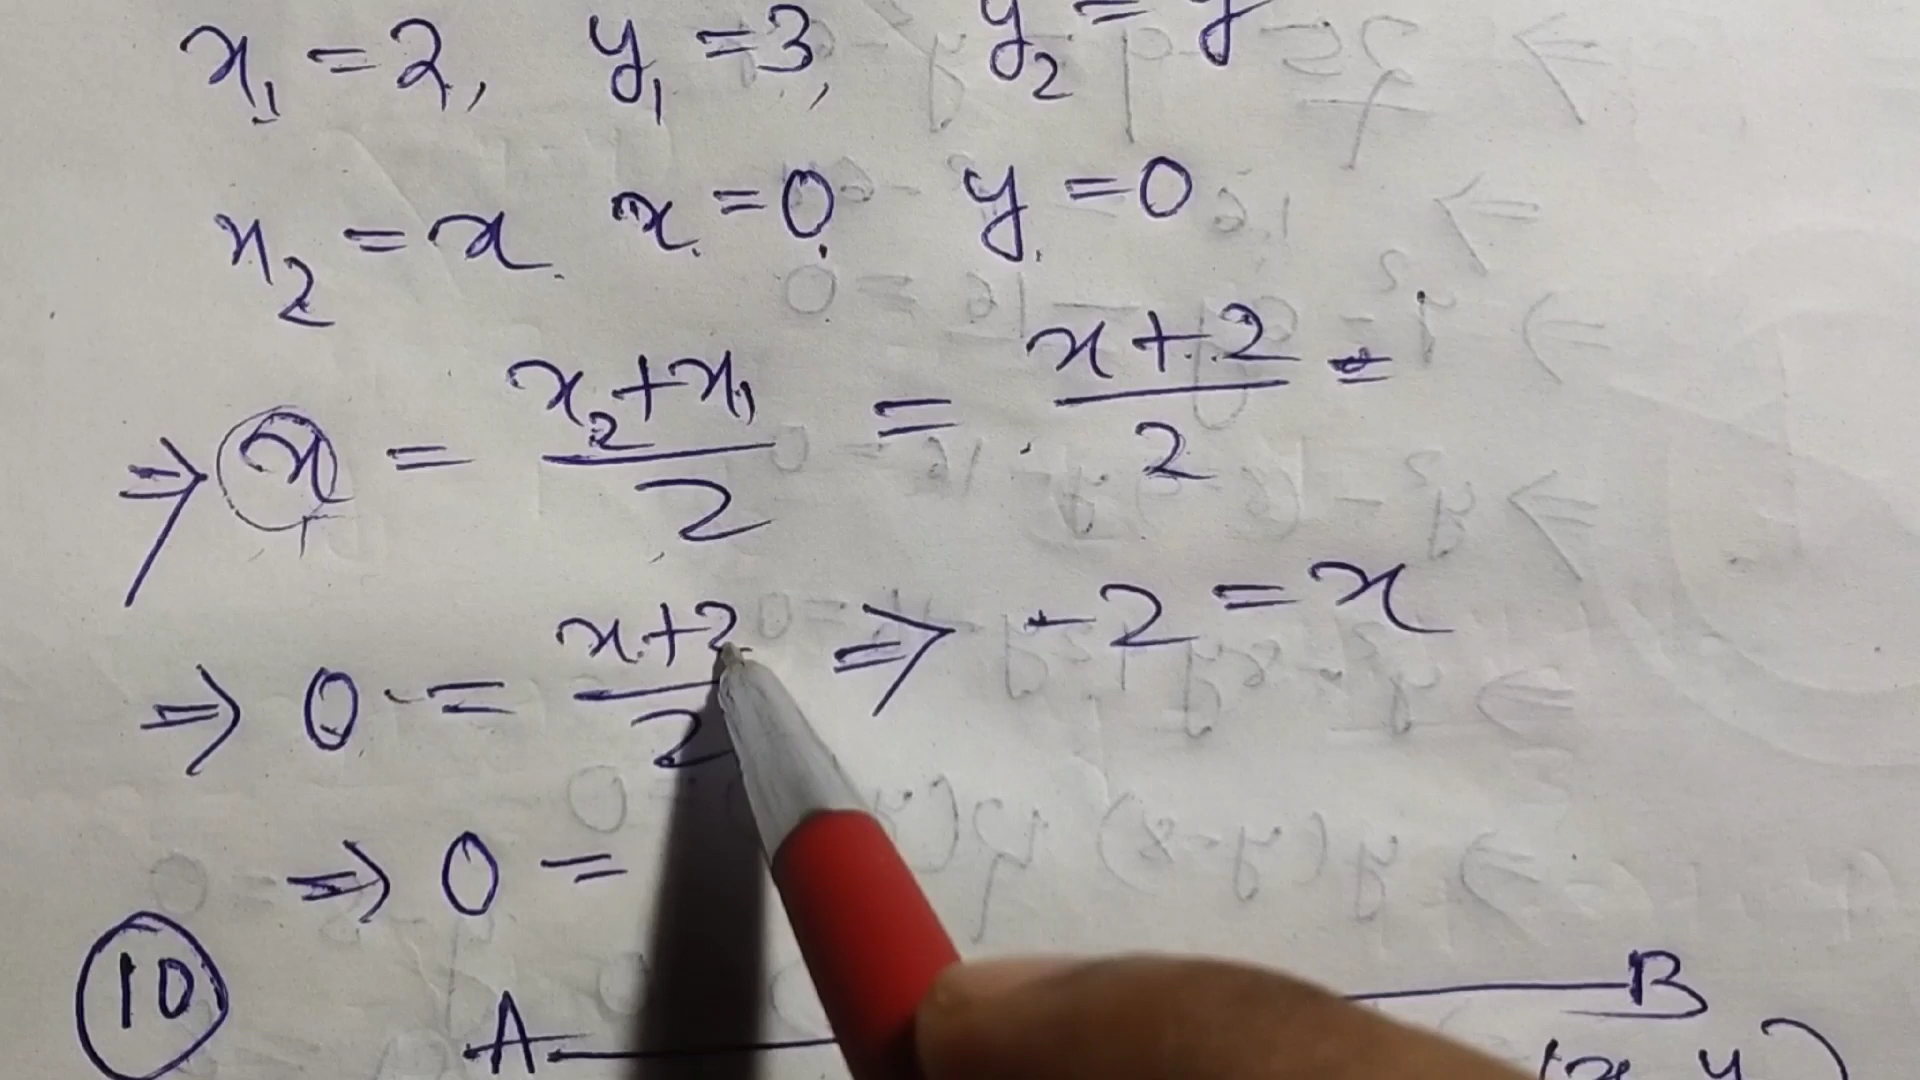 x₁ = 2, y₁ = 3, y₂ = y
x₂ = x x = 0 y = 0
⇒ x = (x₂ + x₁)/2 = (x + 2)/2 =
⇒ 0 = (x + 2)/2 ⇒ -2 = x
⇒ 0 =
10
A B
(x, y)